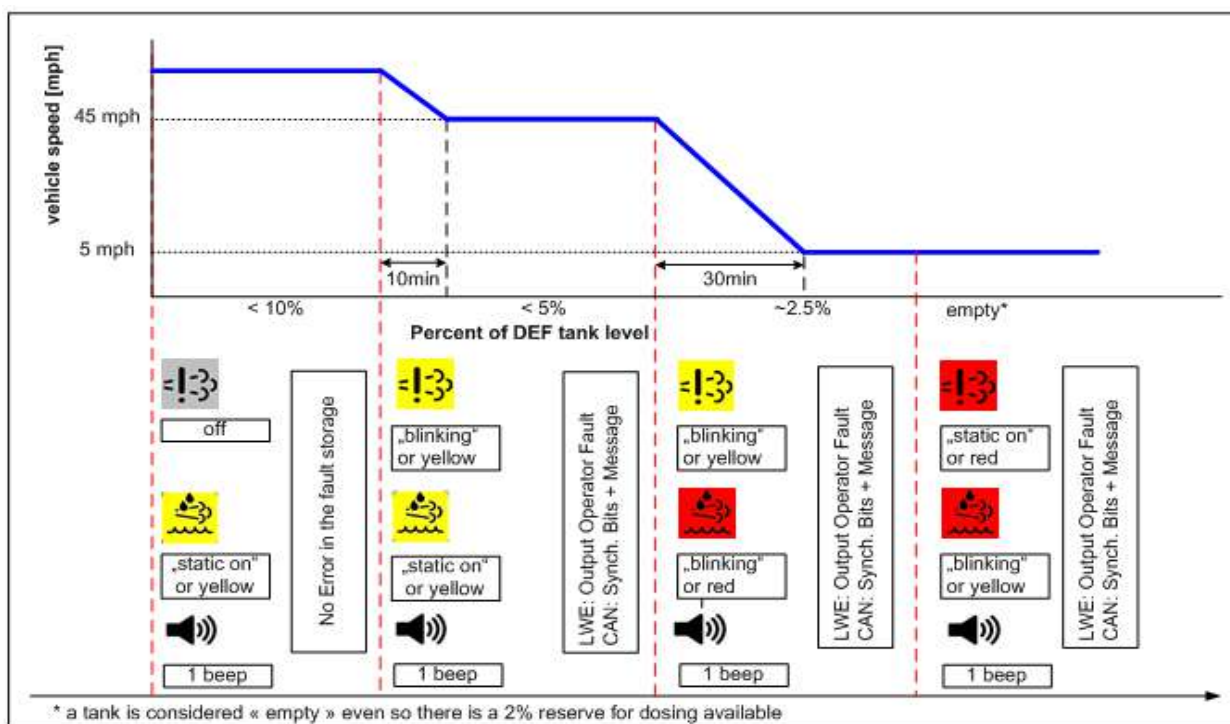 vehicle speed [mph]
45 mph
5 mph
10min
30min
< 10%
< 5%
~2.5%
empty*
Percent of DEF tank level
off
„static on“
or yellow
1 beep
No Error in the fault storage
„blinking“
or yellow
„static on“
or yellow
1 beep
LWE: Output Operator Fault
CAN: Synch. Bits + Message
„blinking“
or yellow
„blinking“
or red
1 beep
LWE: Output Operator Fault
CAN: Synch. Bits + Message
„static on“
or red
„blinking“
or yellow
1 beep
LWE: Output Operator Fault
CAN: Synch. Bits + Message
* a tank is considered « empty » even so there is a 2% reserve for dosing available